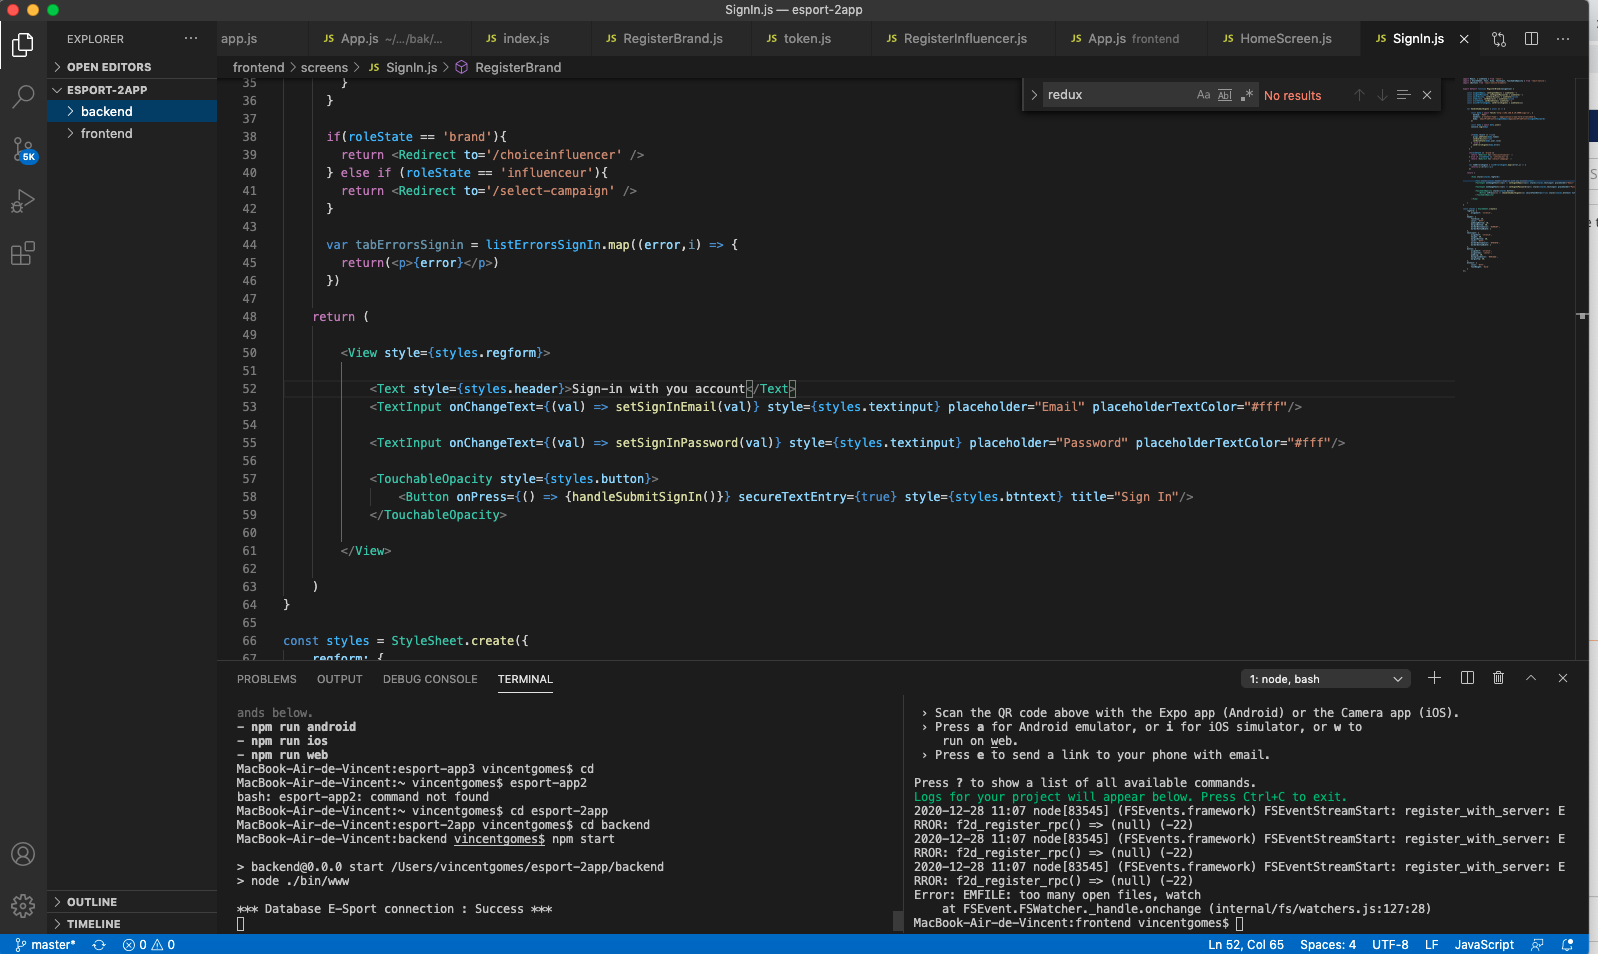 SignIn.js — esport-2app
EXPLORER
app.js
JS App.js ~/.../bak/...
JS index.js
JS RegisterBrand.js
JS token.js
JS RegisterInfluencer.js
JS App.js frontend
JS HomeScreen.js
JS SignIn.js
OPEN EDITORS
ESPORT-2APP
backend
frontend
5K
frontend > screens > JS SignIn.js > RegisterBrand
redux
Aa Abl .*
No results
35 }
36 }
37
38 if(roleState == 'brand'){
39 return <Redirect to='/choiceinfluencer' />
40 } else if (roleState == 'influenceur'){
41 return <Redirect to='/select-campaign' />
42 }
43
44 var tabErrorsSignin = listErrorsSignIn.map((error,i) => {
45 return(<p>{error}</p>)
46 })
47
48 return (
49
50 <View style={styles.regform}>
51
52 <Text style={styles.header}>Sign-in with you account</Text>
53 <TextInput onChangeText={(val) => setSignInEmail(val)} style={styles.textinput} placeholder="Email" placeholderTextColor="#fff"/>
54
55 <TextInput onChangeText={(val) => setSignInPassword(val)} style={styles.textinput} placeholder="Password" placeholderTextColor="#fff"/>
56
57 <TouchableOpacity style={styles.button}>
58 <Button onPress={() => {handleSubmitSignIn()}} secureTextEntry={true} style={styles.btntext} title="Sign In"/>
59 </TouchableOpacity>
60
61 </View>
62
63 )
64 }
65
66 const styles = StyleSheet.create({
67 regform: {
PROBLEMS OUTPUT DEBUG CONSOLE TERMINAL
1: node, bash
ands below.
- npm run android
- npm run ios
- npm run web
MacBook-Air-de-Vincent:esport-app3 vincentgomes$ cd
MacBook-Air-de-Vincent:~ vincentgomes$ esport-app2
bash: esport-app2: command not found
MacBook-Air-de-Vincent:~ vincentgomes$ cd esport-2app
MacBook-Air-de-Vincent:esport-2app vincentgomes$ cd backend
MacBook-Air-de-Vincent:backend vincentgomes$ npm start
> backend@0.0.0 start /Users/vincentgomes/esport-2app/backend
> node ./bin/www
*** Database E-Sport connection : Success ***
› Scan the QR code above with the Expo app (Android) or the Camera app (iOS).
› Press a for Android emulator, or i for iOS simulator, or w to
run on web.
› Press e to send a link to your phone with email.
Press ? to show a list of all available commands.
Logs for your project will appear below. Press Ctrl+C to exit.
2020-12-28 11:07 node[83545] (FSEvents.framework) FSEventStreamStart: register_with_server: E
RROR: f2d_register_rpc() => (null) (-22)
2020-12-28 11:07 node[83545] (FSEvents.framework) FSEventStreamStart: register_with_server: E
RROR: f2d_register_rpc() => (null) (-22)
2020-12-28 11:07 node[83545] (FSEvents.framework) FSEventStreamStart: register_with_server: E
RROR: f2d_register_rpc() => (null) (-22)
Error: EMFILE: too many open files, watch
at FSEvent.FSWatcher._handle.onchange (internal/fs/watchers.js:127:28)
MacBook-Air-de-Vincent:frontend vincentgomes$
OUTLINE
TIMELINE
master* 0 0
Ln 52, Col 65 Spaces: 4 UTF-8 LF JavaScript